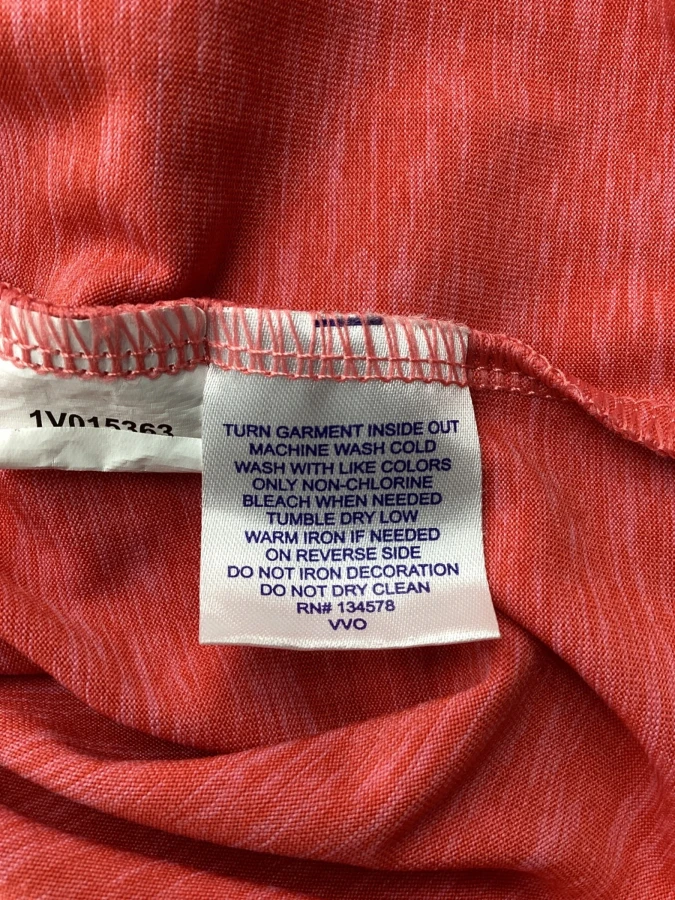 1V015363
TURN GARMENT INSIDE OUT
MACHINE WASH COLD
WASH WITH LIKE COLORS
ONLY NON-CHLORINE
BLEACH WHEN NEEDED
TUMBLE DRY LOW
WARM IRON IF NEEDED
ON REVERSE SIDE
DO NOT IRON DECORATION
DO NOT DRY CLEAN
RN# 134578
VVO